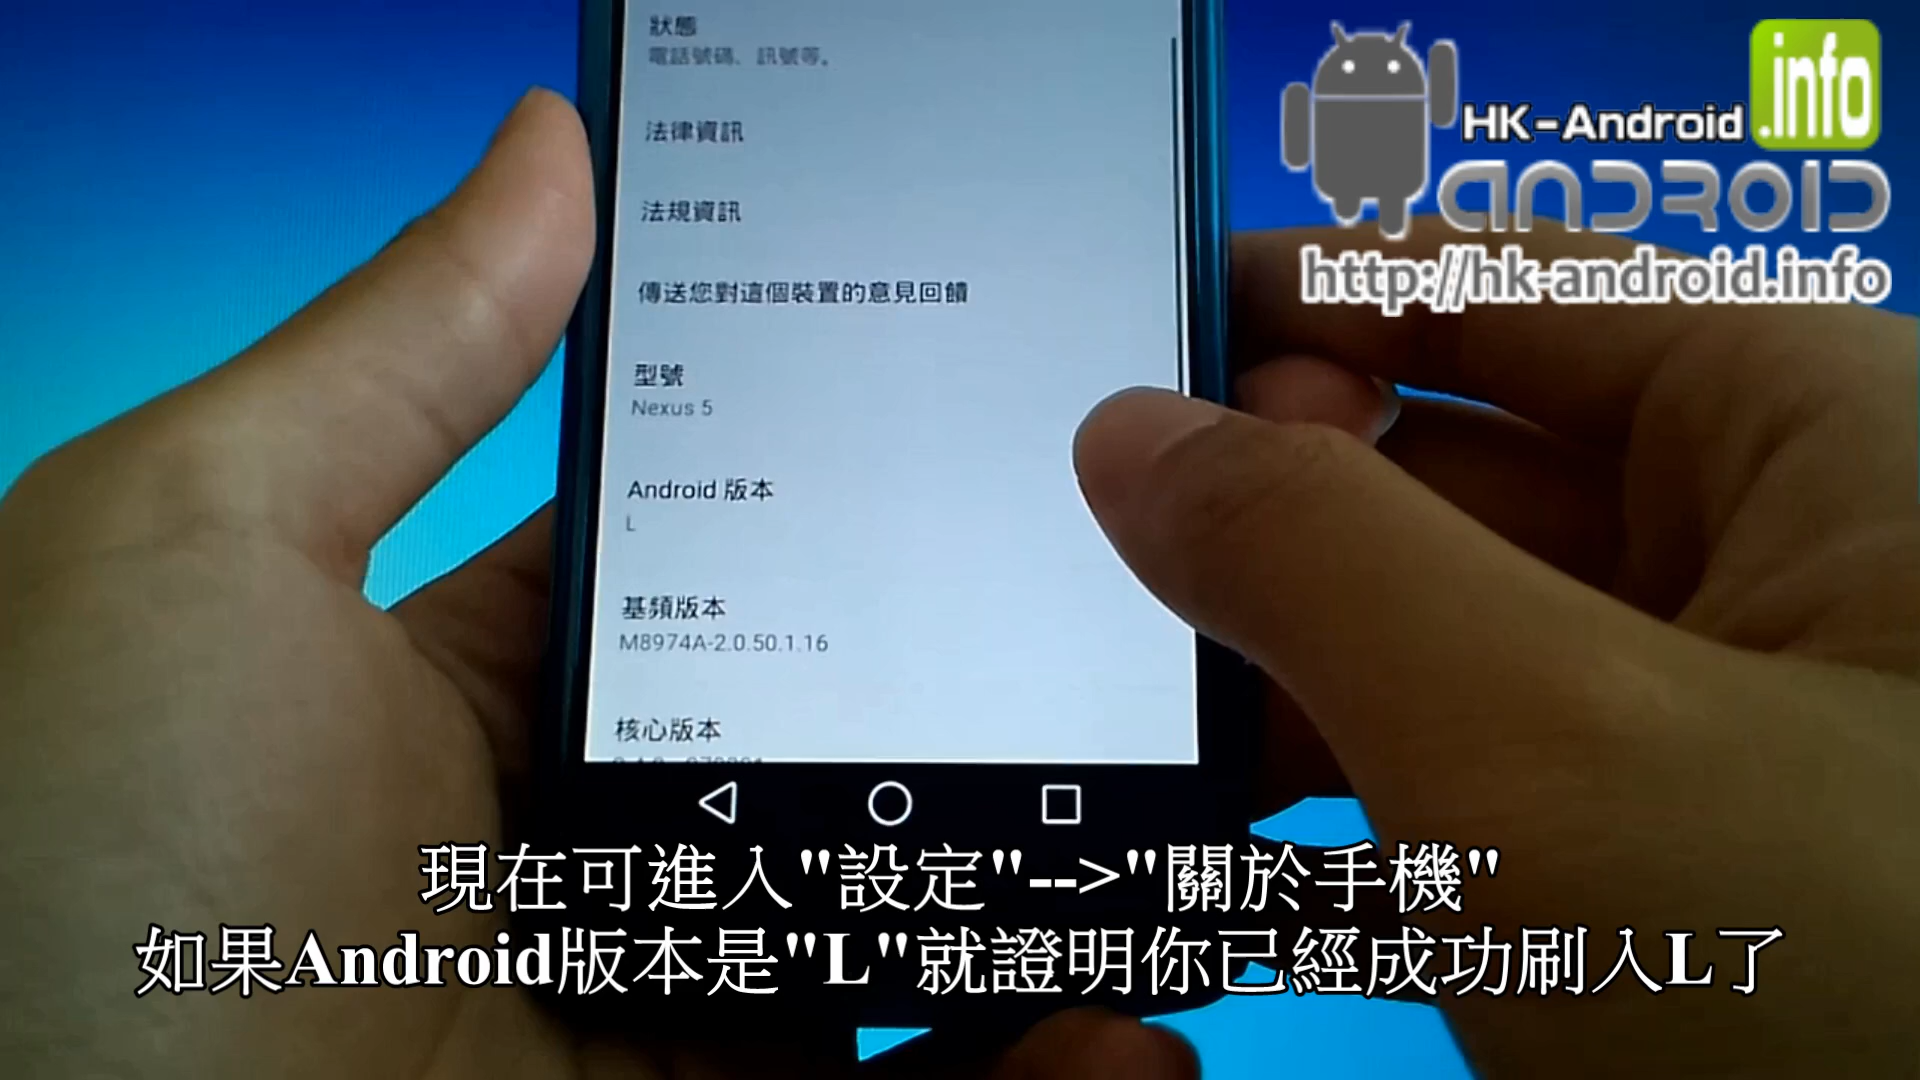 狀態
電話號碼、訊號等。
法律資訊
法規資訊
傳送您對這個裝置的意見回饋
型號
Nexus 5
Android 版本
L
基頻版本
M8974A-2.0.50.1.16
核心版本
HK-Android .info
ANDROID
http://hk-android.info
現在可進入"設定"-->"關於手機"
如果Android版本是"L"就證明你已經成功刷入L了